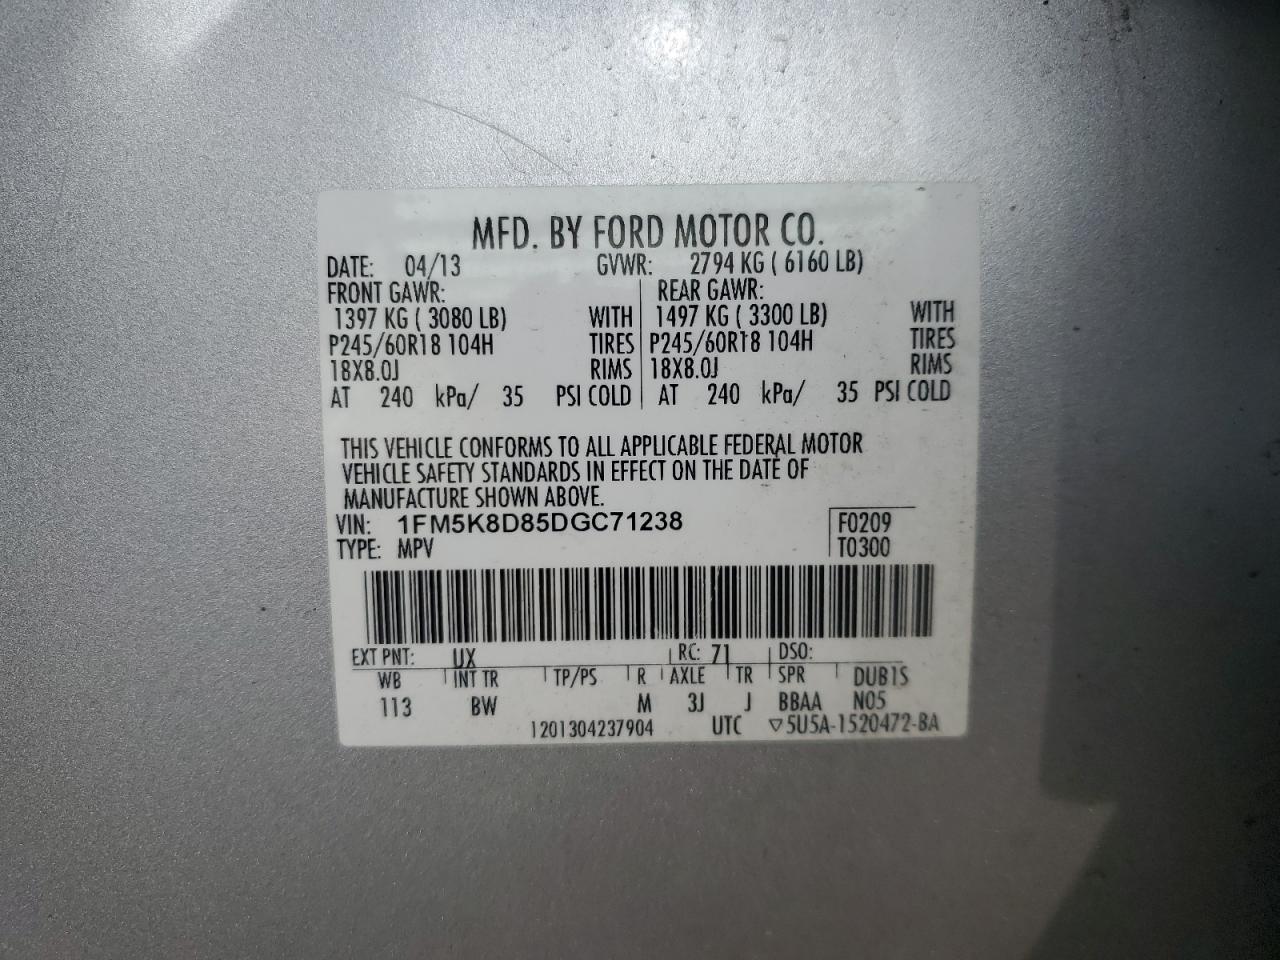 MFD. BY FORD MOTOR CO.
DATE: 04/13 GVWR: 2794 KG ( 6160 LB)
FRONT GAWR: REAR GAWR:
1397 KG ( 3080 LB) WITH 1497 KG ( 3300 LB) WITH
P245/60R18 104H TIRES P245/60R18 104H TIRES
18X8.0J RIMS 18X8.0J RIMS
AT 240 kPa/ 35 PSI COLD AT 240 kPa/ 35 PSI COLD
THIS VEHICLE CONFORMS TO ALL APPLICABLE FEDERAL MOTOR
VEHICLE SAFETY STANDARDS IN EFFECT ON THE DATE OF
MANUFACTURE SHOWN ABOVE.
VIN: 1FM5K8D85DGC71238 F0209
TYPE: MPV T0300
EXT PNT: UX RC: 71 DSO:
WB INT TR TP/PS R AXLE TR SPR DUB1S
113 BW M 3J J BBAA N05
1201304237904 UTC ▽5U5A-1520472-BA